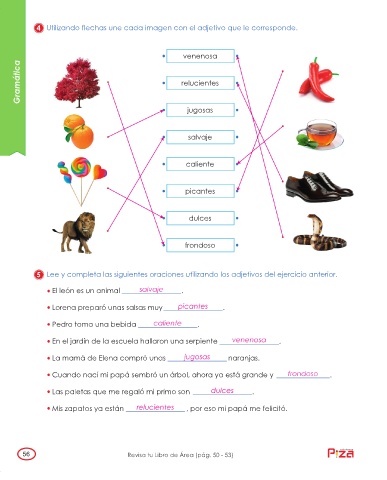 Gramática
4 Utilizando flechas une cada imagen con el adjetivo que le corresponde.
venenosa
relucientes
jugosas
salvaje
caliente
picantes
dulces
frondoso
5 Lee y completa las siguientes oraciones utilizando los adjetivos del ejercicio anterior.
• El león es un animal salvaje.
• Lorena preparó unas salsas muy picantes.
• Pedro toma una bebida caliente.
• En el jardín de la escuela hallaron una serpiente venenosa.
• La mamá de Elena compró unas jugosas naranjas.
• Cuando nací mi papá sembró un árbol, ahora ya está grande y frondoso.
• Las paletas que me regaló mi primo son dulces.
• Mis zapatos ya están relucientes, por eso mi papá me felicitó.
56 Revisa tu Libro de Área (pág. 50 - 53) Piza